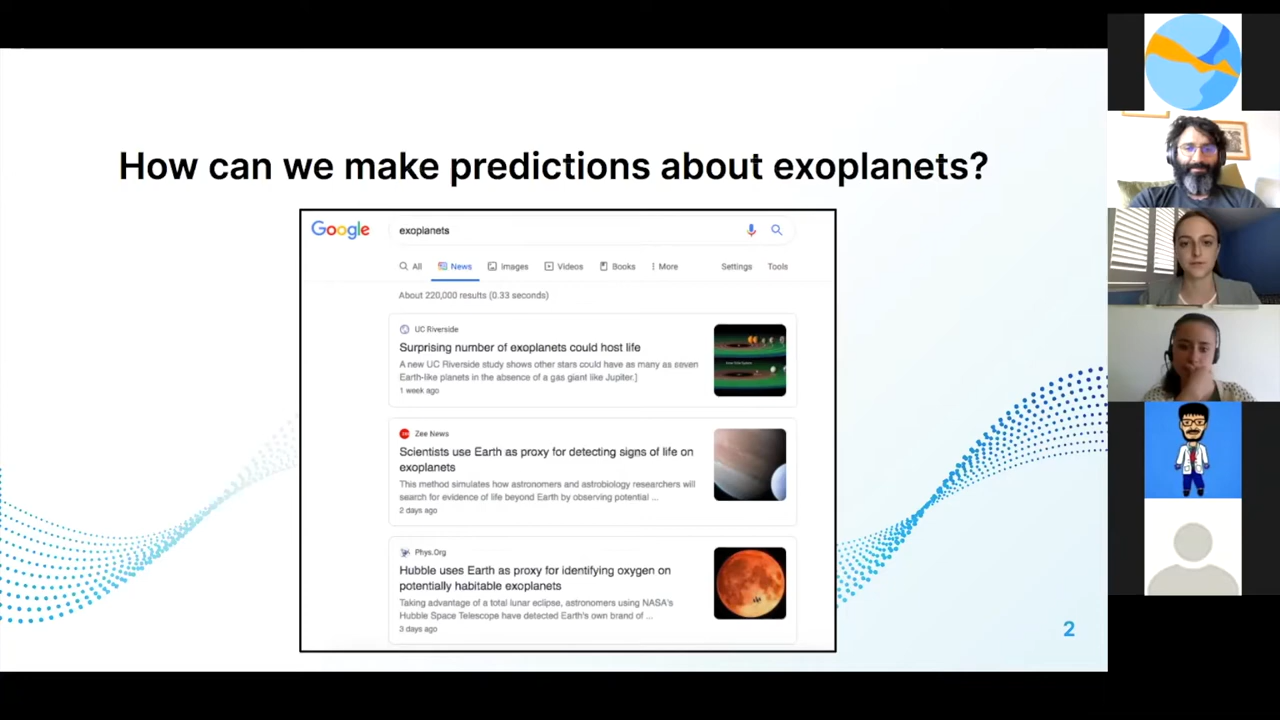 How can we make predictions about exoplanets?
Google
exoplanets
All News Images Videos Books More Settings Tools
About 220,000 results (0.33 seconds)
UC Riverside
Surprising number of exoplanets could host life
A new UC Riverside study shows other stars could have as many as seven
Earth-like planets in the absence of a gas giant like Jupiter.]
1 week ago
Zee News
Scientists use Earth as proxy for detecting signs of life on
exoplanets
This method simulates how astronomers and astrobiology researchers will
search for evidence of life beyond Earth by observing potential ...
2 days ago
Phys.Org
Hubble uses Earth as proxy for identifying oxygen on
potentially habitable exoplanets
Taking advantage of a total lunar eclipse, astronomers using NASA's
Hubble Space Telescope have detected Earth's own brand of ...
3 days ago
2